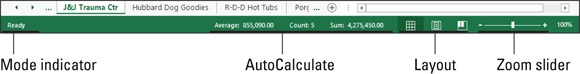 ... J&J Trauma Ctr Hubbard Dog Goodies R-D-D Hot Tubs Por ...
Ready Average: 855,090.00 Count: 5 Sum: 4,275,450.00 100%
Mode indicator AutoCalculate Layout Zoom slider